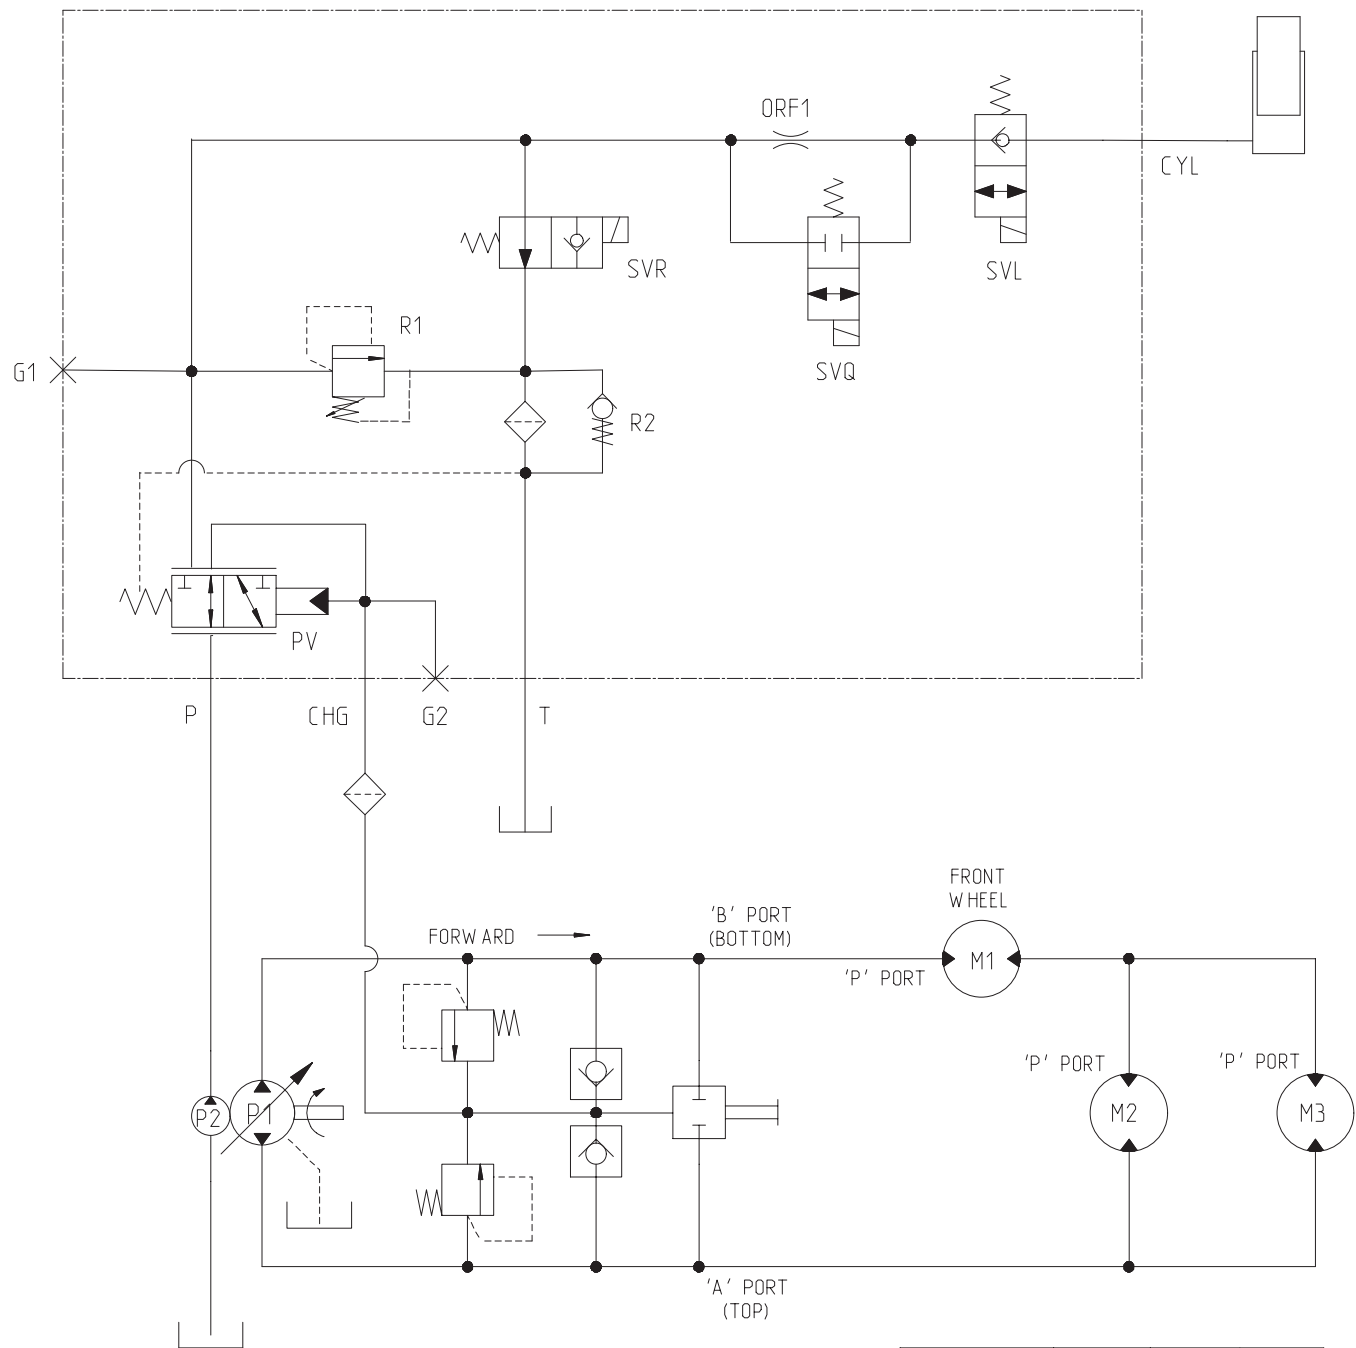 ORF1
CYL
SVR
SVL
R1
G1
SVQ
R2
PV
P
CHG
G2
T
FRONT
WHEEL
'B' PORT
(BOTTOM)
FORWARD
M1
'P' PORT
'P' PORT
'P' PORT
P2
P1
M2
M3
'A' PORT
(TOP)